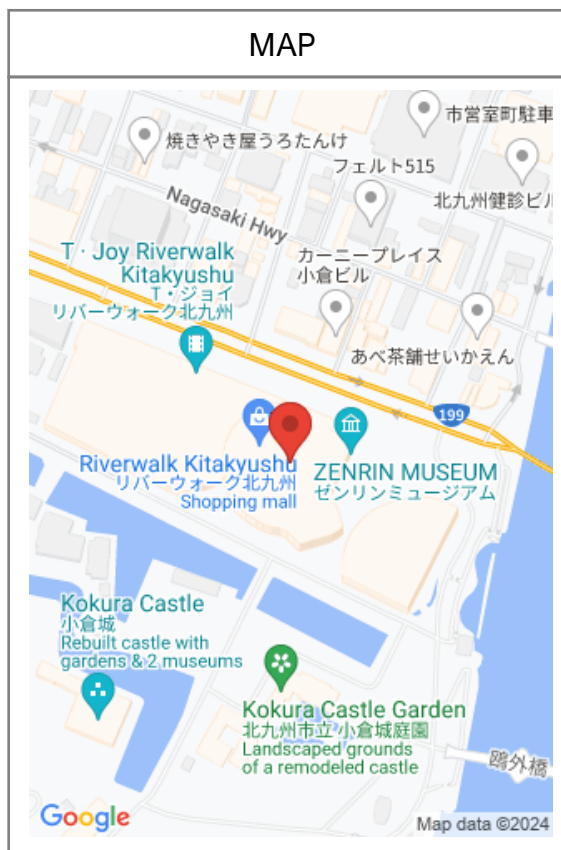 MAP
市営室町駐車
焼きやき屋うろたんけ
フェルト515
北九州健診ビル
Nagasaki Hwy
T・Joy Riverwalk
Kitakyushu
T・ジョイ
リバーウォーク北九州
カーニープレイス
小倉ビル
あべ茶舗せいかえん
199
Riverwalk Kitakyushu
リバーウォーク北九州
Shopping mall
ZENRIN MUSEUM
ゼンリンミュージアム
Kokura Castle
小倉城
Rebuilt castle with
gardens & 2 museums
Kokura Castle Garden
北九州市立 小倉城庭園
Landscaped grounds
of a remodeled castle
鴎外橋
Google
Map data ©2024